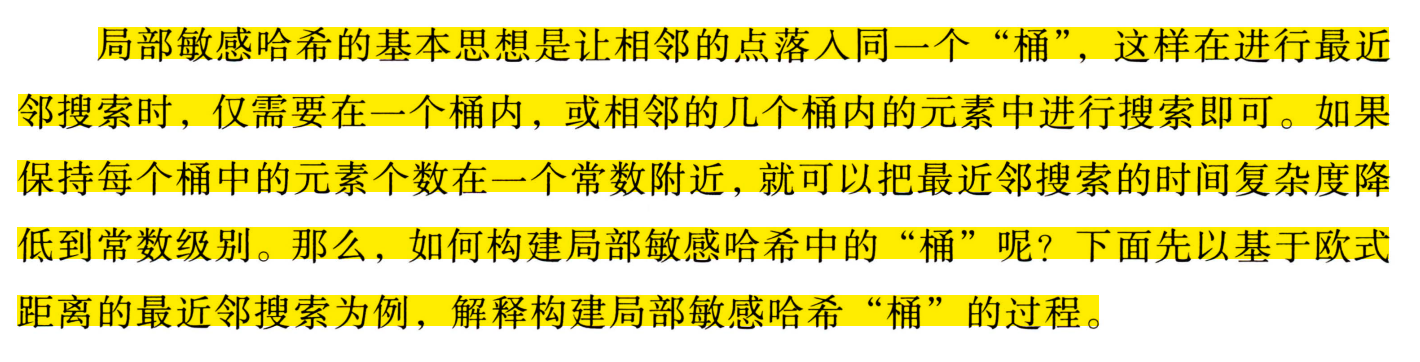 局部敏感哈希的基本思想是让相邻的点落入同一个“桶”，这样在进行最近
邻搜索时，仅需要在一个桶内，或相邻的几个桶内的元素中进行搜索即可。如果
保持每个桶中的元素个数在一个常数附近，就可以把最近邻搜索的时间复杂度降
低到常数级别。那么，如何构建局部敏感哈希中的“桶”呢？下面先以基于欧式
距离的最近邻搜索为例，解释构建局部敏感哈希“桶”的过程。